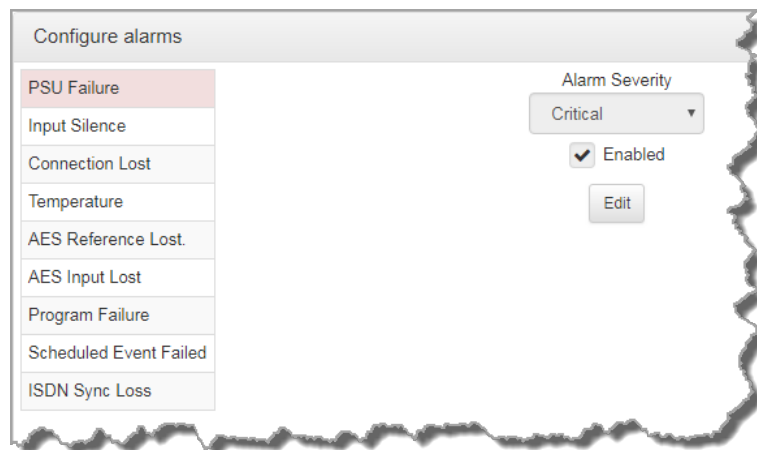 Configure alarms
PSU Failure
Input Silence
Connection Lost
Temperature
AES Reference Lost.
AES Input Lost
Program Failure
Scheduled Event Failed
ISDN Sync Loss
Alarm Severity
Critical
Enabled
Edit